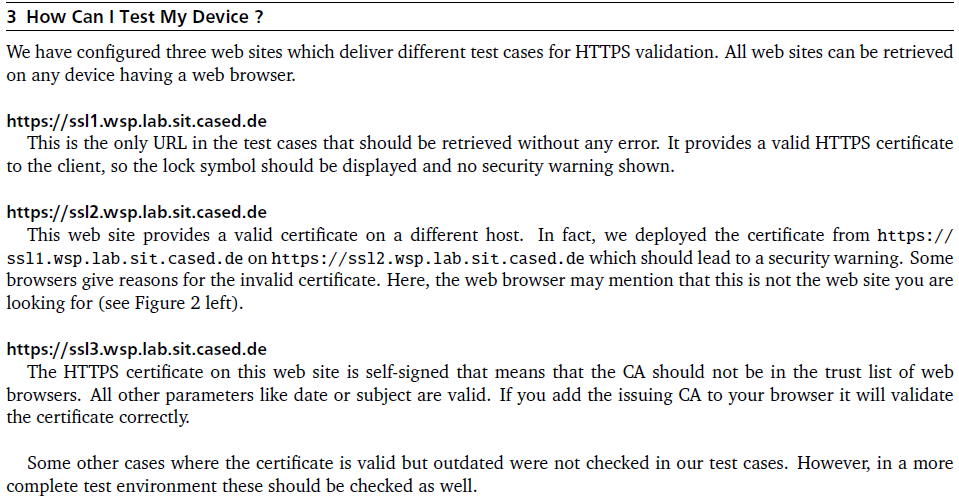 3 How Can I Test My Device ?
We have configured three web sites which deliver different test cases for HTTPS validation. All web sites can be retrieved
on any device having a web browser.
https://ssl1.wsp.lab.sit.cased.de
This is the only URL in the test cases that should be retrieved without any error. It provides a valid HTTPS certificate
to the client, so the lock symbol should be displayed and no security warning shown.
https://ssl2.wsp.lab.sit.cased.de
This web site provides a valid certificate on a different host. In fact, we deployed the certificate from https://
ssl1.wsp.lab.sit.cased.de on https://ssl2.wsp.lab.sit.cased.de which should lead to a security warning. Some
browsers give reasons for the invalid certificate. Here, the web browser may mention that this is not the web site you are
looking for (see Figure 2 left).
https://ssl3.wsp.lab.sit.cased.de
The HTTPS certificate on this web site is self-signed that means that the CA should not be in the trust list of web
browsers. All other parameters like date or subject are valid. If you add the issuing CA to your browser it will validate
the certificate correctly.
Some other cases where the certificate is valid but outdated were not checked in our test cases. However, in a more
complete test environment these should be checked as well.